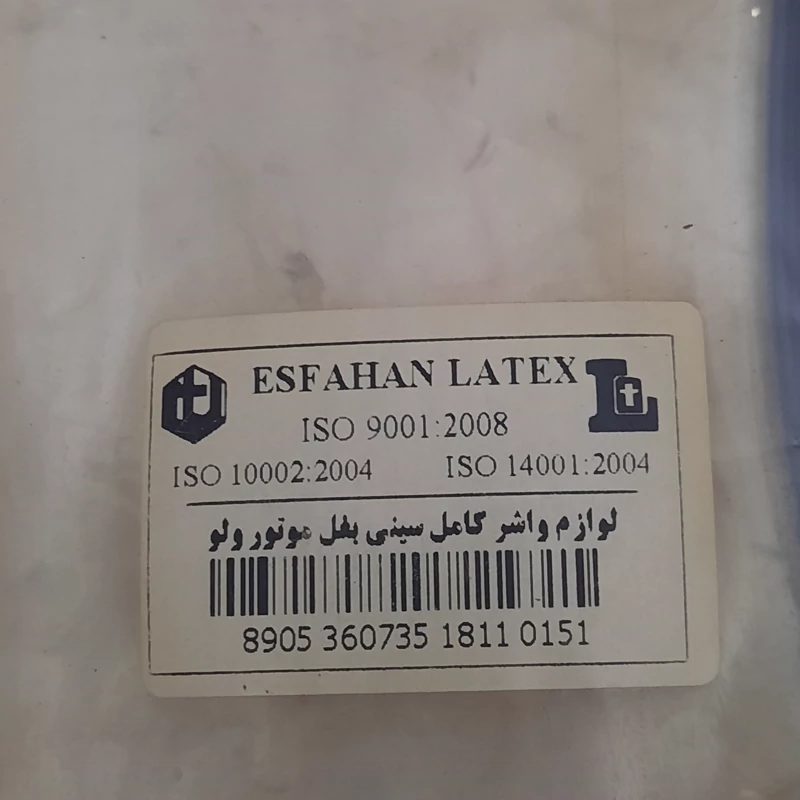 ESFAHAN LATEX
ISO 9001:2008
ISO 10002:2004 ISO 14001:2004
لوازم واشر کامل سینی بغل موتور ولو
8905 360735 1811 0151